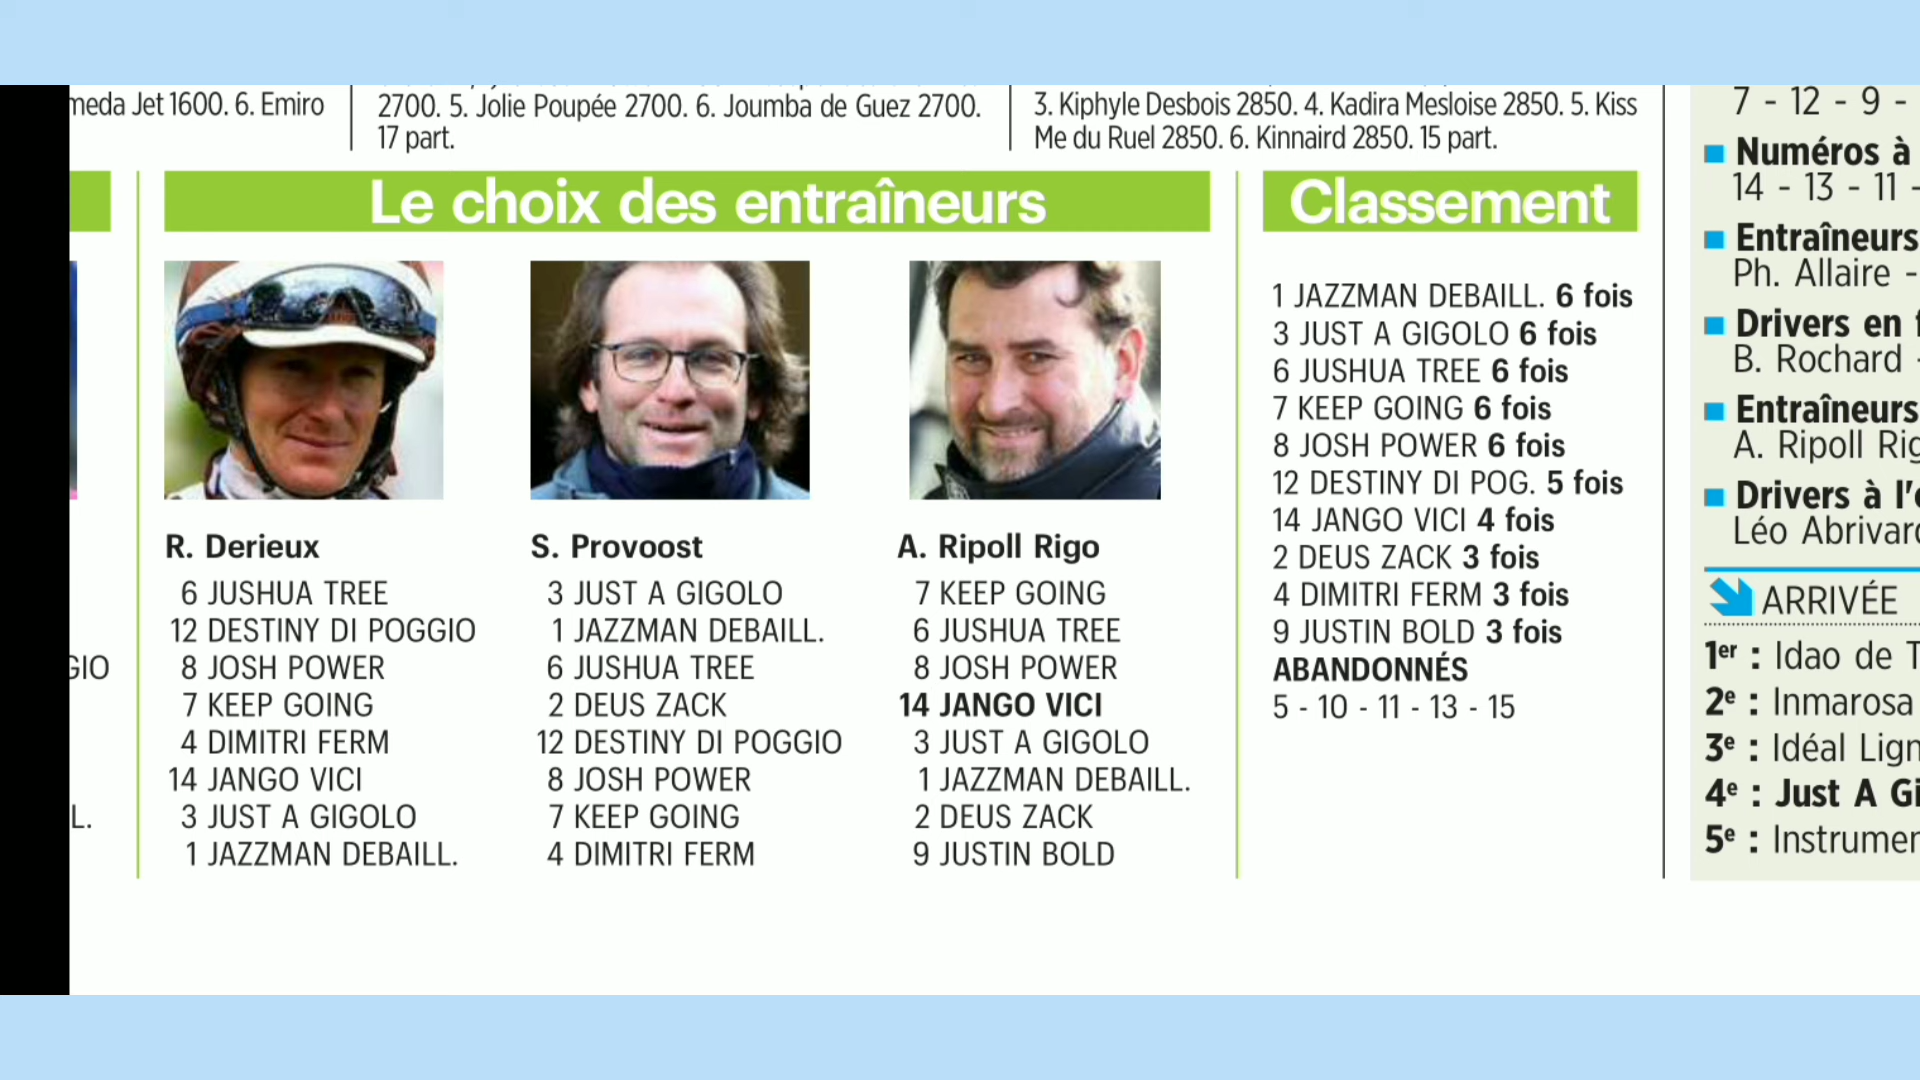 meda Jet 1600. 6. Emiro
2700. 5. Jolie Poupée 2700. 6. Joumba de Guez 2700.
17 part.
3. Kiphyle Desbois 2850. 4. Kadira Mesloise 2850. 5. Kiss
Me du Ruel 2850. 6. Kinnaird 2850. 15 part.
Le choix des entraîneurs
R. Derieux
6 JUSHUA TREE
12 DESTINY DI POGGIO
8 JOSH POWER
7 KEEP GOING
4 DIMITRI FERM
14 JANGO VICI
3 JUST A GIGOLO
1 JAZZMAN DEBAILL.
S. Provoost
3 JUST A GIGOLO
1 JAZZMAN DEBAILL.
6 JUSHUA TREE
2 DEUS ZACK
12 DESTINY DI POGGIO
8 JOSH POWER
7 KEEP GOING
4 DIMITRI FERM
A. Ripoll Rigo
7 KEEP GOING
6 JUSHUA TREE
8 JOSH POWER
14 JANGO VICI
3 JUST A GIGOLO
1 JAZZMAN DEBAILL.
2 DEUS ZACK
9 JUSTIN BOLD
GIO
L.
Classement
1 JAZZMAN DEBAILL. 6 fois
3 JUST A GIGOLO 6 fois
6 JUSHUA TREE 6 fois
7 KEEP GOING 6 fois
8 JOSH POWER 6 fois
12 DESTINY DI POG. 5 fois
14 JANGO VICI 4 fois
2 DEUS ZACK 3 fois
4 DIMITRI FERM 3 fois
9 JUSTIN BOLD 3 fois
ABANDONNÉS
5 - 10 - 11 - 13 - 15
7 - 12 - 9 -
Numéros à
14 - 13 - 11 -
Entraîneurs
Ph. Allaire -
Drivers en f
B. Rochard -
Entraîneurs
A. Ripoll Rig
Drivers à l'e
Léo Abrivard
ARRIVÉE
1er : Idao de T
2e : Inmarosa
3e : Idéal Lign
4e : Just A Gi
5e : Instrumen